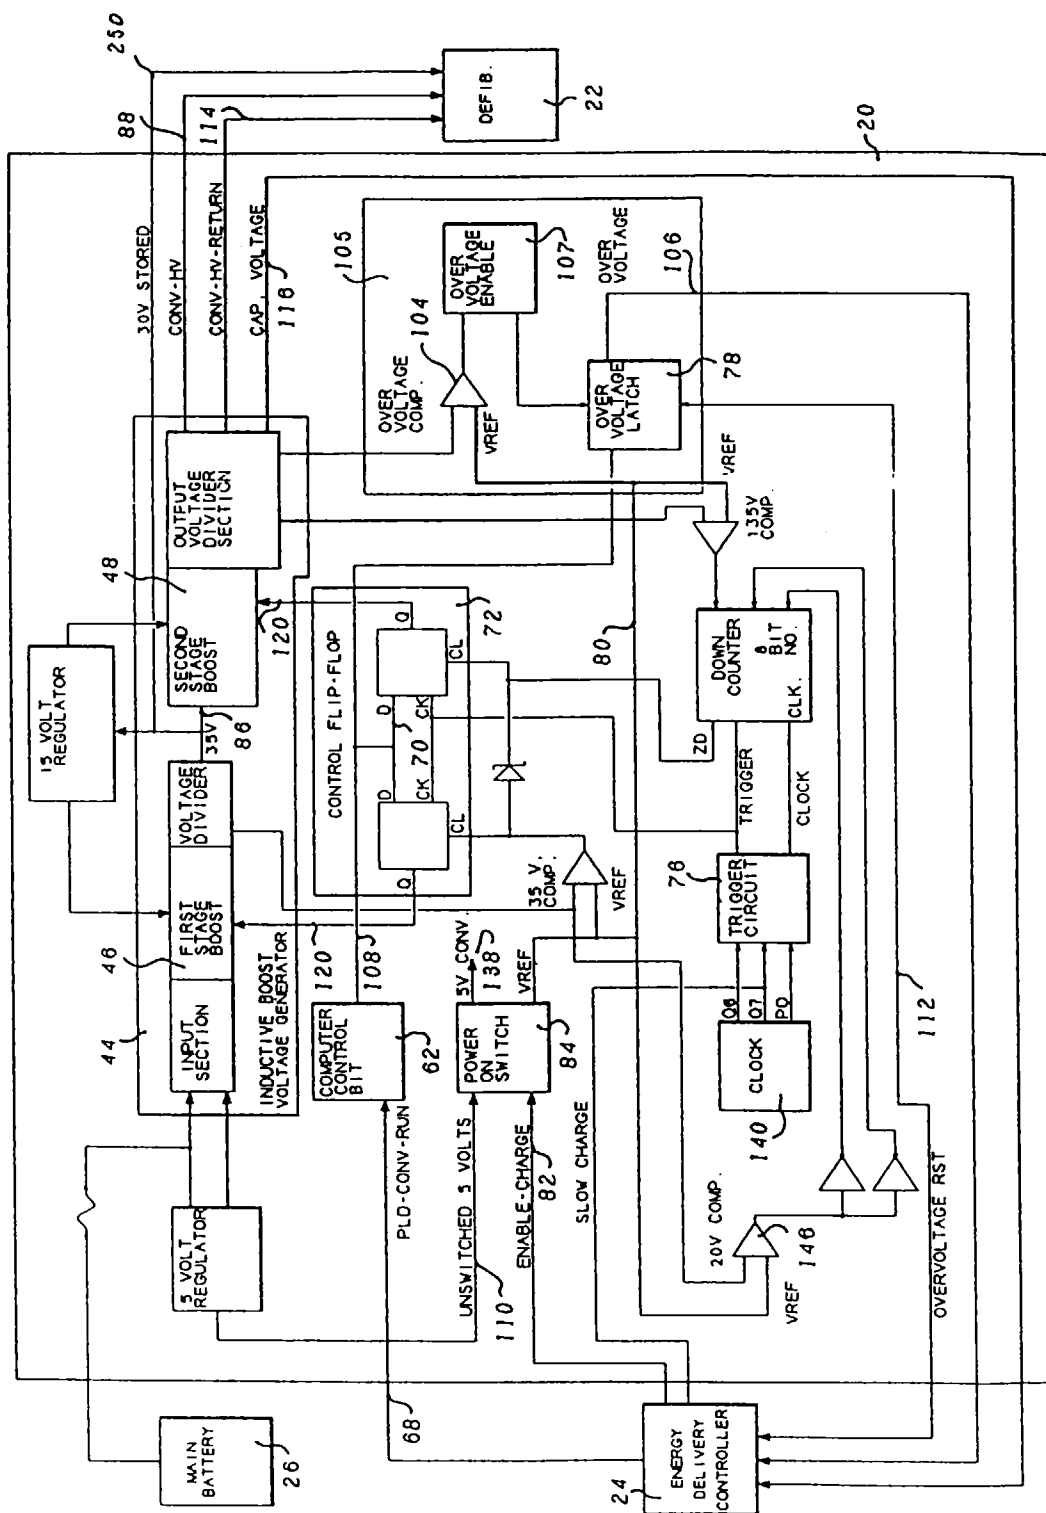 MAIN
BATTERY
26
5 VOLT
REGULATOR
15 VOLT
REGULATOR
44
46
INPUT
SECTION
FIRST
STAGE
BOOST
VOLTAGE
DIVIDER
INDUCTIVE BOOST
VOLTAGE GENERATOR
35V
86
48
SECOND
STAGE
BOOST
OUTPUT
VOLTAGE
DIVIDER
SECTION
120
120
30V STORED
250
CONV-HV
88
CONV-HV-RETURN
114
CAP. VOLTAGE
116
DEFIB.
22
20
68
PLD-CONV-RUN
COMPUTER
CONTROL
BIT
62
108
CONTROL FLIP-FLOP
72
Q
D
CK
CL
70
D
CK
Q
CL
105
OVER
VOLTAGE
COMP.
104
VREF
OVER
VOLTAGE
ENABLE
107
OVER
VOLTAGE
LATCH
78
OVER
VOLTAGE
106
UNSWITCHED 5 VOLTS
110
ENABLE-CHARGE
82
POWER
ON
SWITCH
84
5V CONV.
138
VREF
35 V.
COMP.
VREF
80
VREF
135V
COMP.
SLOW CHARGE
CLOCK
140
Q6
Q7
PO
TRIGGER
CIRCUIT
76
TRIGGER
CLOCK
ZD
DOWN
COUNTER
CLK.
8
BIT
NO.
20V COMP.
146
VREF
112
OVERVOLTAGE RST
24
ENERGY
DELIVERY
CONTROLLER